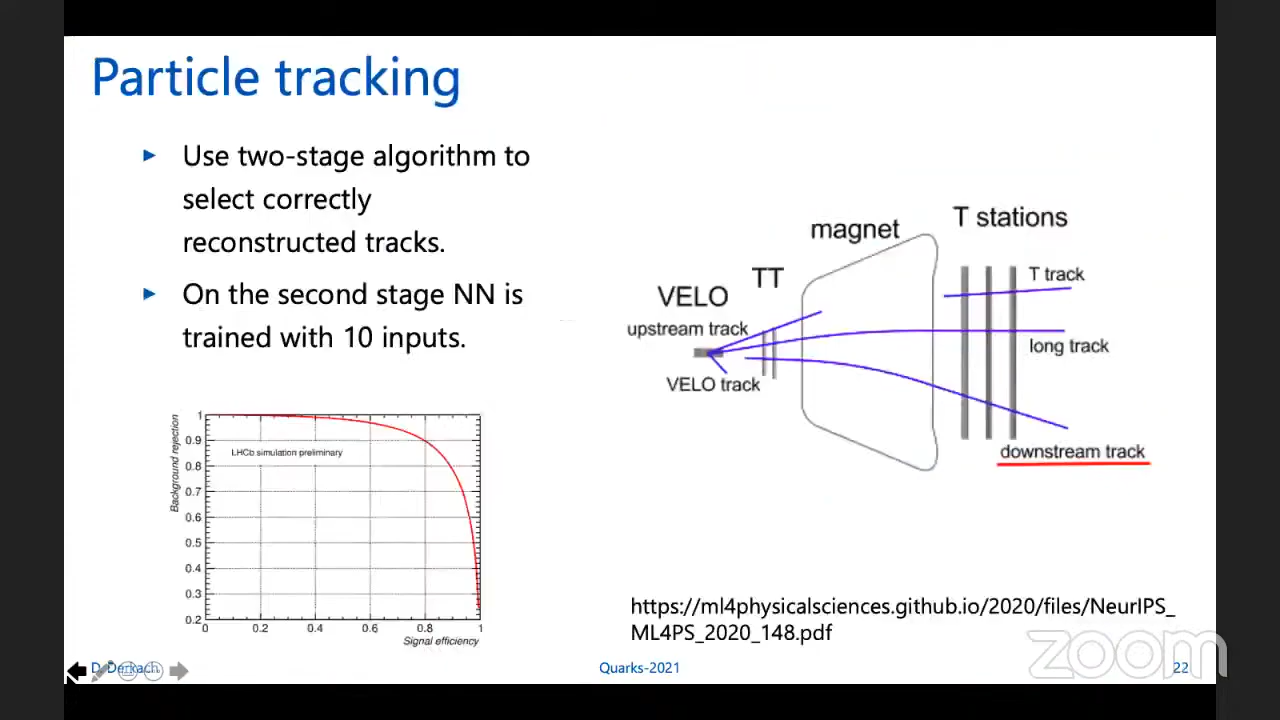 Particle tracking
Use two-stage algorithm to
select correctly
reconstructed tracks.
On the second stage NN is
trained with 10 inputs.
magnet
T stations
TT
T track
VELO
upstream track
long track
VELO track
downstream track
Background rejection
LHCb simulation preliminary
1
0.9
0.8
0.7
0.6
0.5
0.4
0.3
0.2
0 0.2 0.4 0.6 0.8 1
Signal efficiency
https://ml4physicalsciences.github.io/2020/files/NeurIPS_
ML4PS_2020_148.pdf
zoom
D. Derkach
Quarks-2021
22